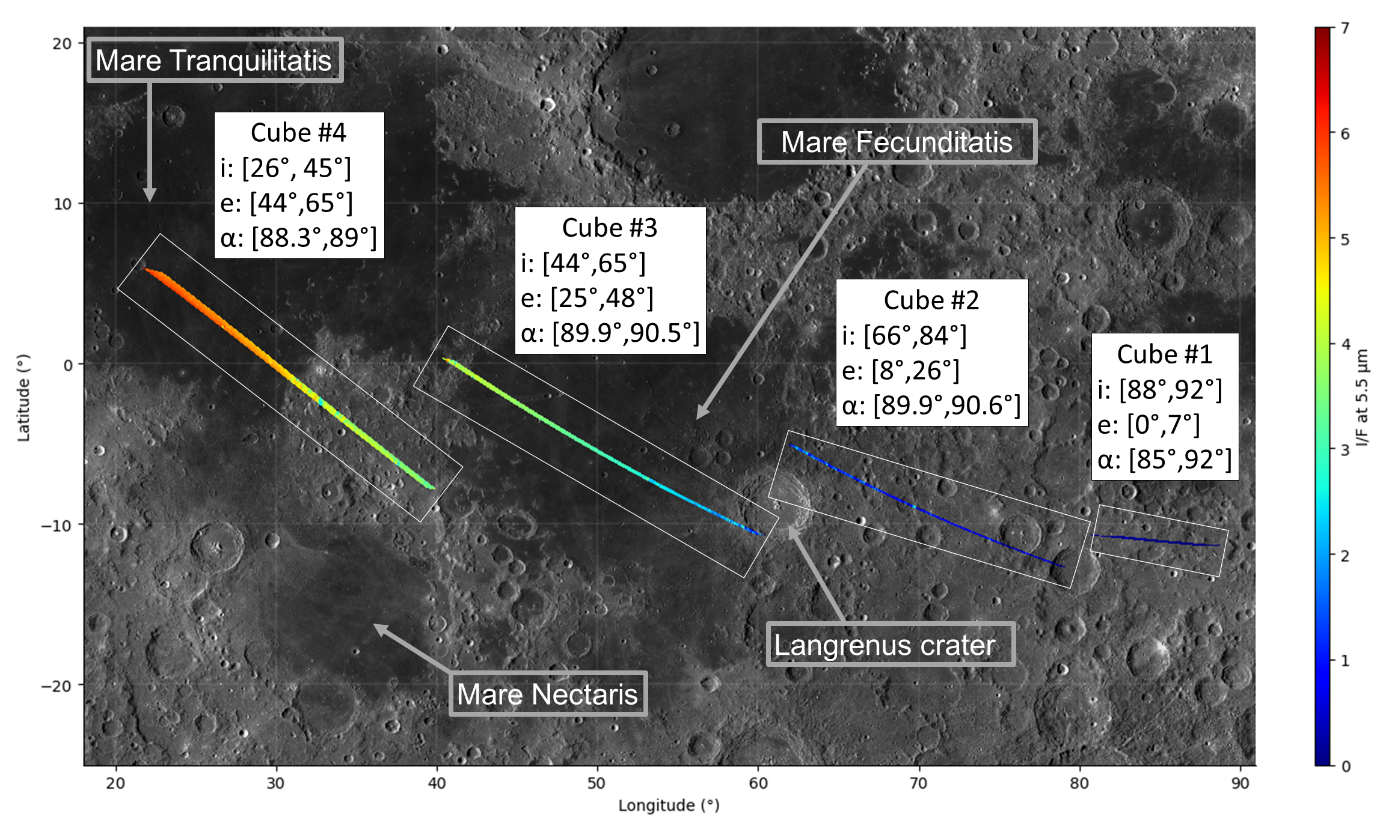 Mare Tranquilitatis
Cube #4
i: [26°, 45°]
e: [44°,65°]
α: [88.3°,89°]
Mare Fecunditatis
Cube #3
i: [44°,65°]
e: [25°,48°]
α: [89.9°,90.5°]
Cube #2
i: [66°,84°]
e: [8°,26°]
α: [89.9°,90.6°]
Cube #1
i: [88°,92°]
e: [0°,7°]
α: [85°,92°]
Langrenus crater
Mare Nectaris
Latitude (°)
20
10
0
−10
−20
20 30 40 50 60 70 80 90
Longitude (°)
7
6
5
4
3
2
1
0
I/F at 5.5 μm